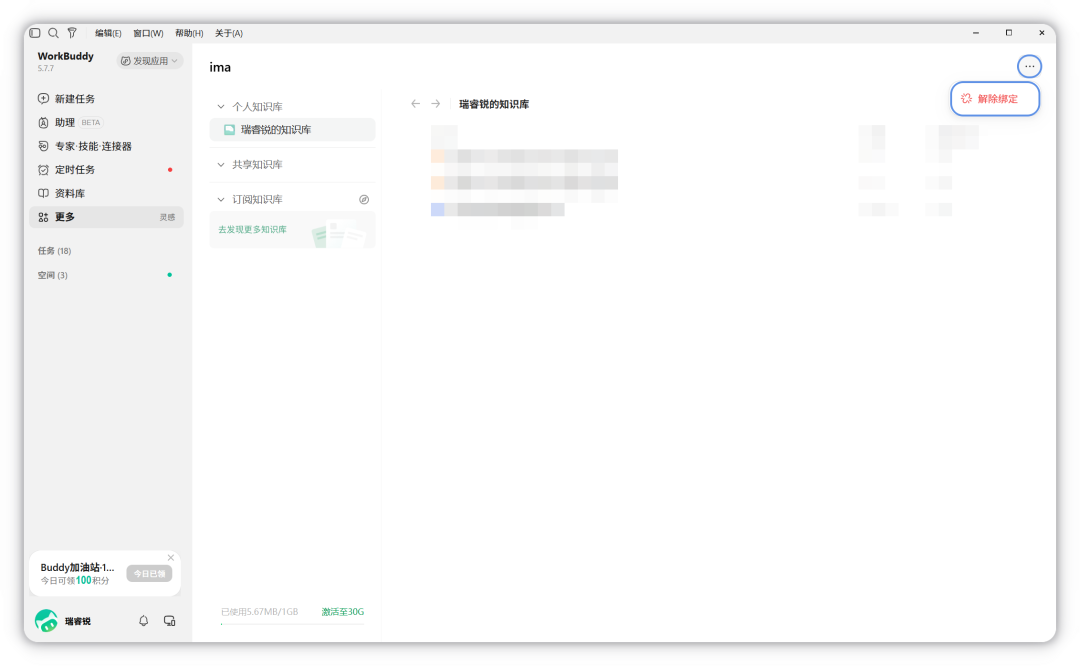 编辑(E) 窗口(W) 帮助(H) 关于(A)
WorkBuddy
5.7.7
发现应用
新建任务
助理 BETA
专家·技能·连接器
定时任务
资料库
更多 灵感
任务 (18)
空间 (3)
Buddy加油站·1...
今日可领100积分
今日已领
瑞睿锐
ima
个人知识库
瑞睿锐的知识库
共享知识库
订阅知识库
去发现更多知识库
已使用5.67MB/1GB 激活至30G
瑞睿锐的知识库
解除绑定